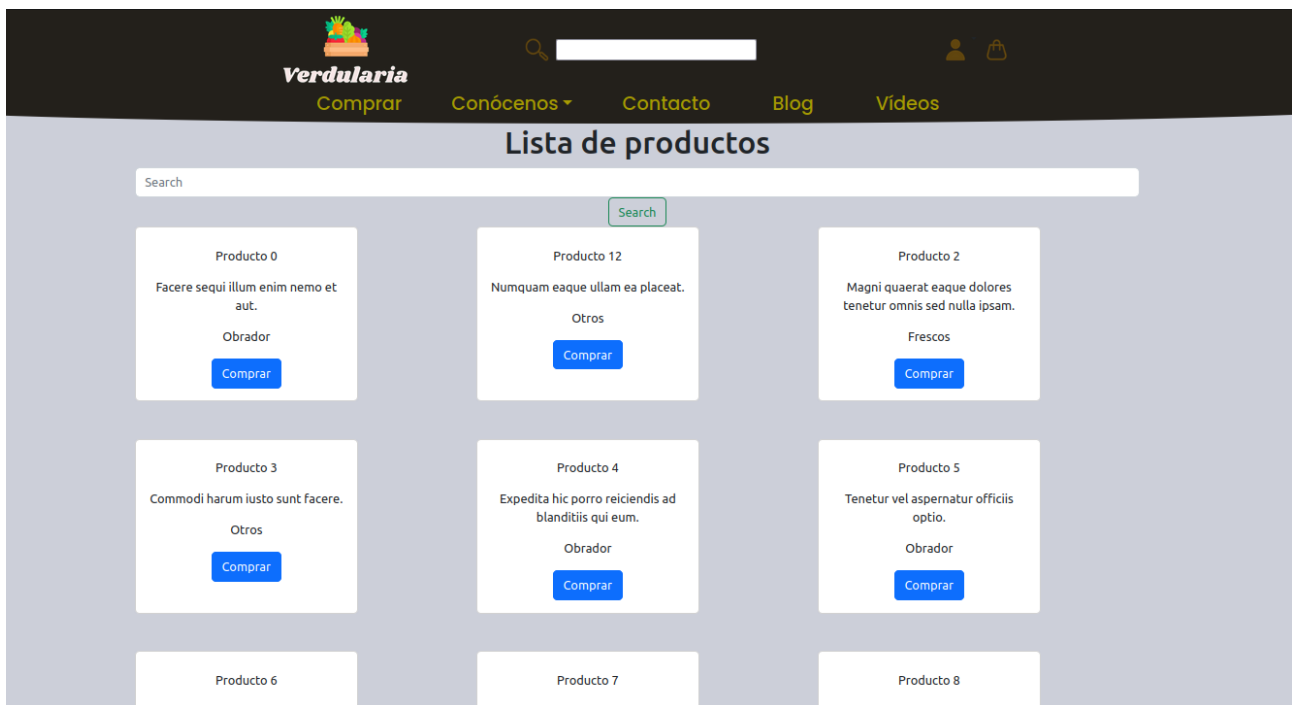 Verdularia
Comprar Conócenos Contacto Blog Vídeos
Lista de productos
Search
Search
Producto 0
Facere sequi illum enim nemo et
aut.
Obrador
Comprar
Producto 12
Numquam eaque ullam ea placeat.
Otros
Comprar
Producto 2
Magni quaerat eaque dolores
tenetur omnis sed nulla ipsam.
Frescos
Comprar
Producto 3
Commodi harum iusto sunt facere.
Otros
Comprar
Producto 4
Expedita hic porro reiciendis ad
blanditiis qui eum.
Obrador
Comprar
Producto 5
Tenetur vel aspernatur officiis
optio.
Obrador
Comprar
Producto 6
Producto 7
Producto 8